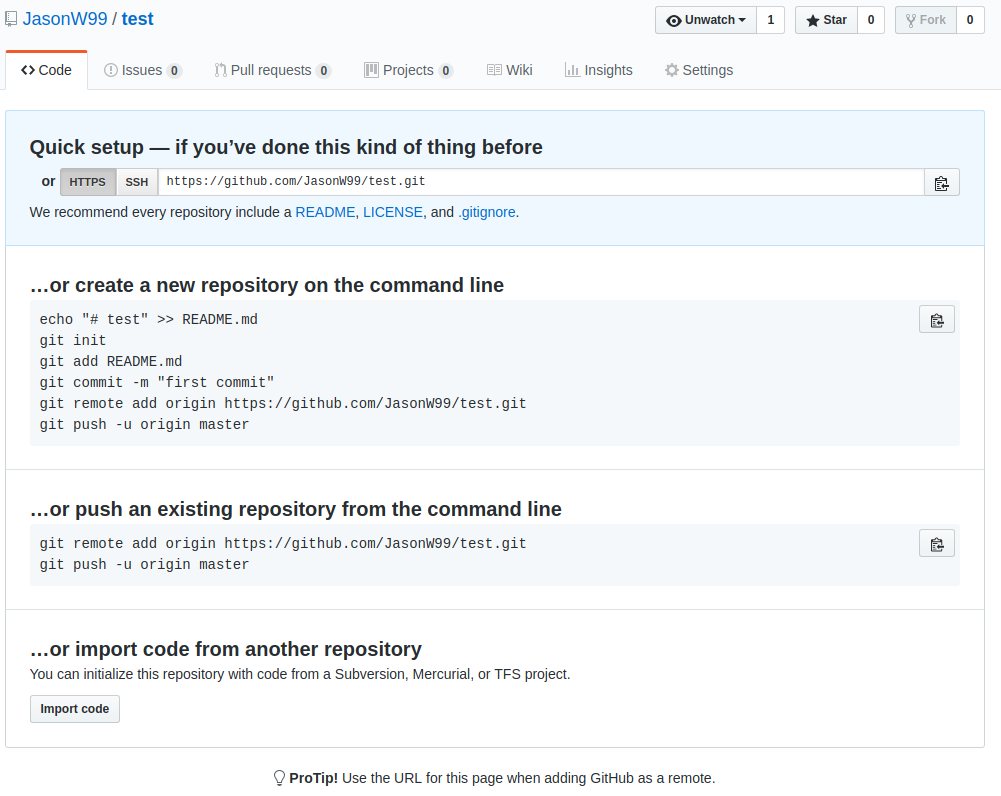 JasonW99 / test
Unwatch 1 Star 0 Fork 0
Code Issues 0 Pull requests 0 Projects 0 Wiki Insights Settings
Quick setup — if you’ve done this kind of thing before
or HTTPS SSH https://github.com/JasonW99/test.git
We recommend every repository include a README, LICENSE, and .gitignore.
…or create a new repository on the command line
echo "# test" >> README.md
git init
git add README.md
git commit -m "first commit"
git remote add origin https://github.com/JasonW99/test.git
git push -u origin master
…or push an existing repository from the command line
git remote add origin https://github.com/JasonW99/test.git
git push -u origin master
…or import code from another repository
You can initialize this repository with code from a Subversion, Mercurial, or TFS project.
Import code
ProTip! Use the URL for this page when adding GitHub as a remote.